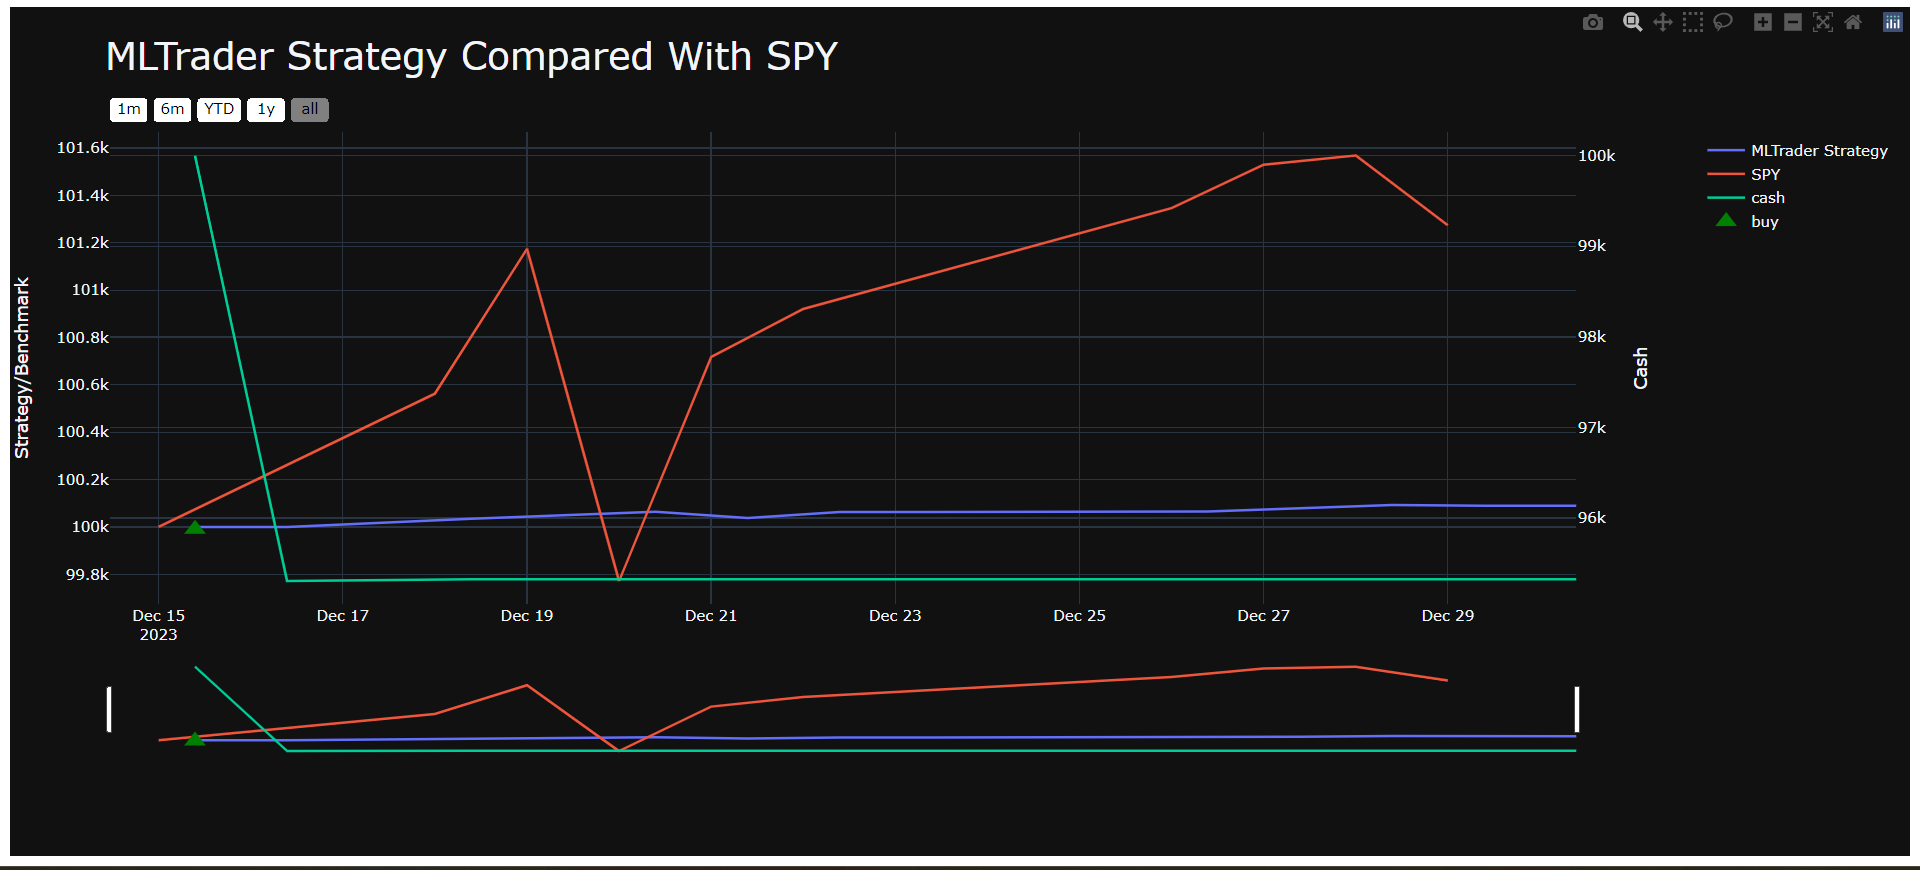 MLTrader Strategy Compared With SPY
1m 6m YTD 1y all
101.6k
101.4k
101.2k
101k
100.8k
100.6k
100.4k
100.2k
100k
99.8k
Strategy/Benchmark
100k
99k
98k
97k
96k
Cash
MLTrader Strategy
SPY
cash
buy
Dec 15 Dec 17 Dec 19 Dec 21 Dec 23 Dec 25 Dec 27 Dec 29
2023